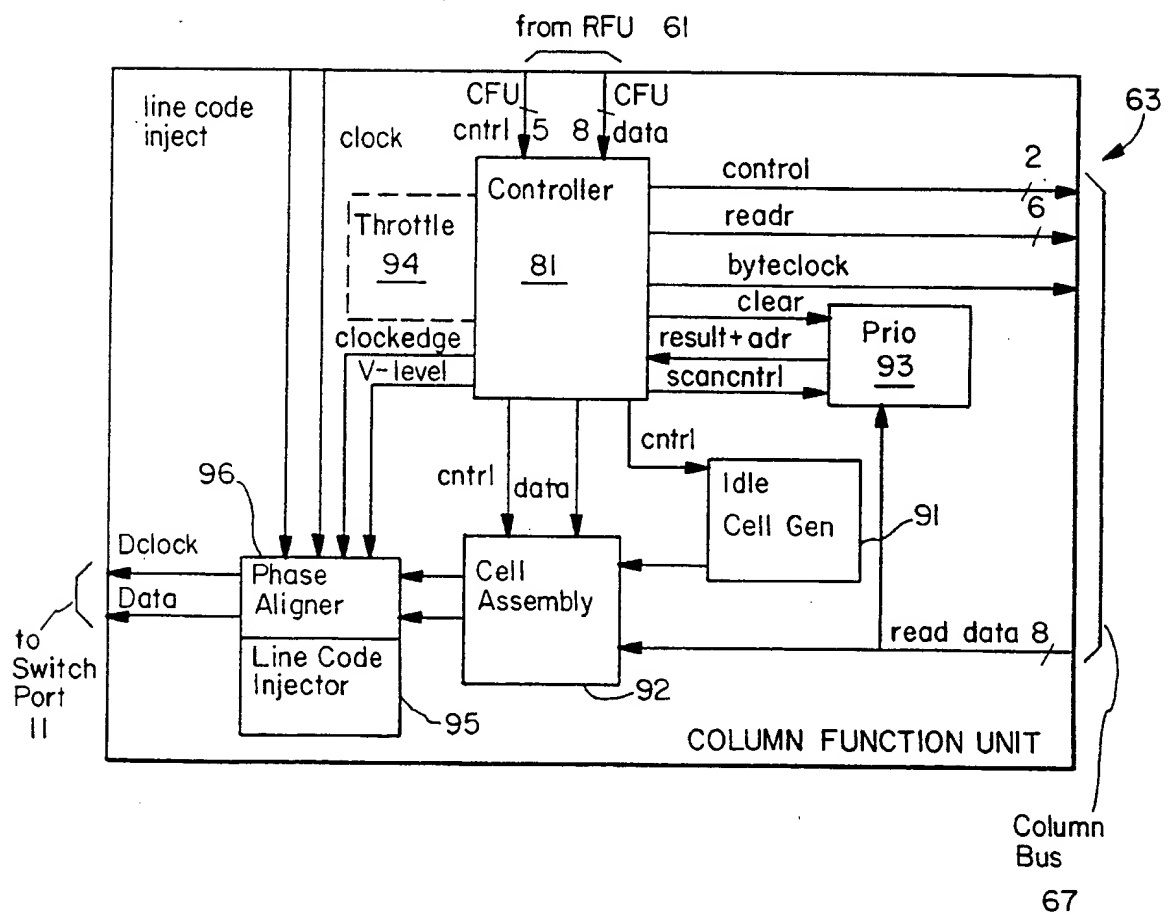 from RFU 61
CFU CFU
cntrl 5 8 data
line code
inject
clock
63
Controller
81
control 2
readr 6
byteclock
Throttle
94
clear
result+adr
scancntrl
Prio
93
clockedge
V-level
cntrl
data
cntrl
Idle
Cell Gen
91
96
Dclock
Data
Phase
Aligner
Cell
Assembly
read data 8
to
Switch
Port
11
Line Code
Injector
92
95
COLUMN FUNCTION UNIT
Column
Bus
67